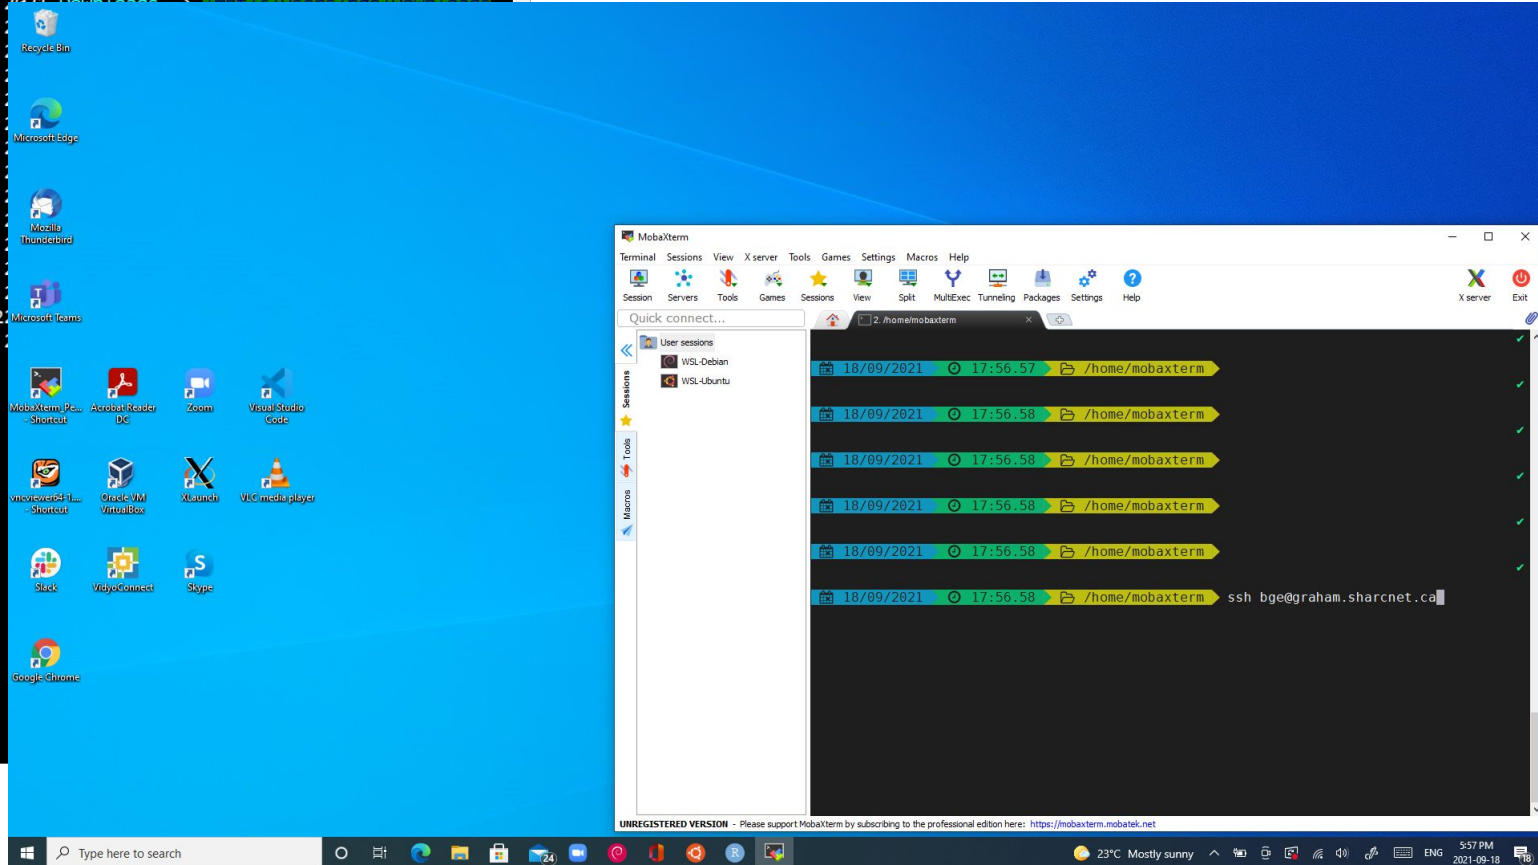 Recycle Bin
Microsoft Edge
Mozilla
Thunderbird
Microsoft Teams
MobaXterm_Pe...
- Shortcut
Acrobat Reader
DC
Zoom
Visual Studio
Code
vncviewer64-1....
- Shortcut
Oracle VM
VirtualBox
XLaunch
VLC media player
Slack
VidyoConnect
Skype
Google Chrome
MobaXterm
Terminal Sessions View X server Tools Games Settings Macros Help
Session Servers Tools Games Sessions View Split MultiExec Tunneling Packages Settings Help X server Exit
Quick connect...
2. /home/mobaxterm
User sessions
WSL-Debian
WSL-Ubuntu
Sessions
Tools
Macros
18/09/2021 17:56.57 /home/mobaxterm
18/09/2021 17:56.58 /home/mobaxterm
18/09/2021 17:56.58 /home/mobaxterm
18/09/2021 17:56.58 /home/mobaxterm
18/09/2021 17:56.58 /home/mobaxterm
18/09/2021 17:56.58 /home/mobaxterm ssh bge@graham.sharcnet.ca
UNREGISTERED VERSION - Please support MobaXterm by subscribing to the professional edition here: https://mobaxterm.mobatek.net
Type here to search
24
23°C Mostly sunny
ENG
5:57 PM
2021-09-18
18